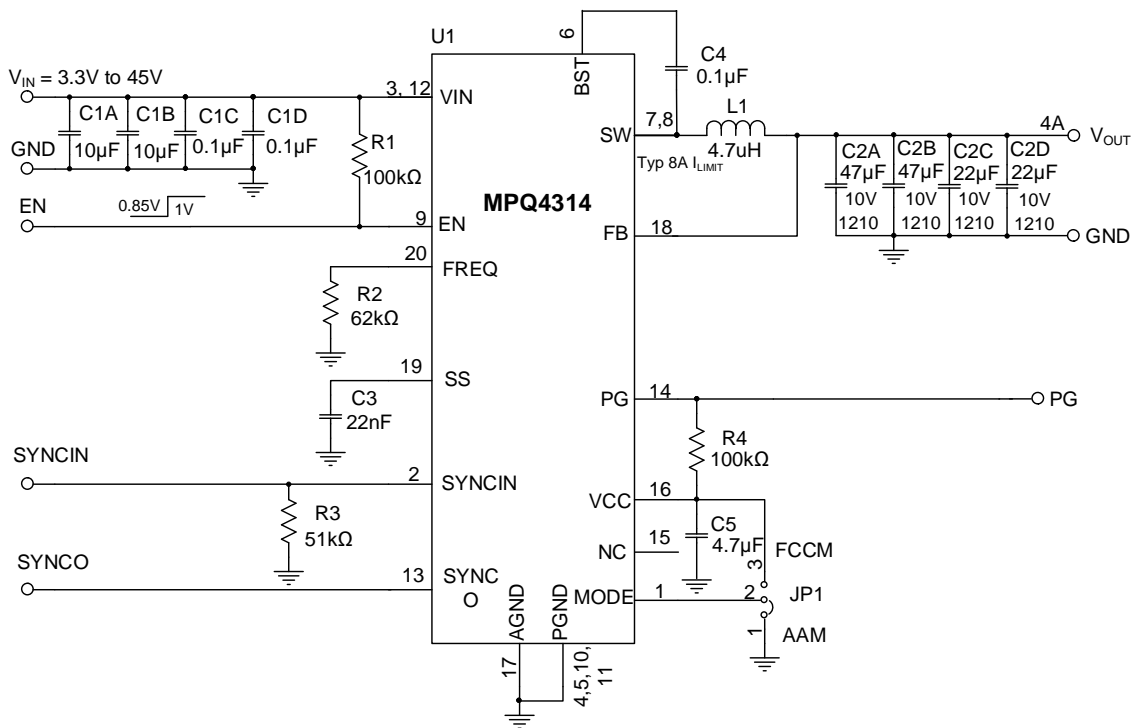 U1
6
BST
C4
0.1µF
VIN = 3.3V to 45V
3, 12
VIN
C1A
C1B
C1C
C1D
10µF
10µF
0.1µF
0.1µF
GND
R1
100kΩ
EN
0.85V
1V
9
EN
MPQ4314
SW
7,8
Typ 8A ILIMIT
L1
4.7uH
4A
VOUT
C2A
47µF
10V
1210
C2B
47µF
10V
1210
C2C
22µF
10V
1210
C2D
22µF
10V
1210
GND
FB
18
20
FREQ
R2
62kΩ
19
SS
C3
22nF
PG
14
PG
R4
100kΩ
SYNCIN
2
SYNCIN
R3
51kΩ
VCC
16
C5
4.7µF
NC
15
FCCM
3
SYNCO
13
SYNC
O
MODE
1
2
JP1
1
AAM
AGND
PGND
17
4,5,10,
11
GND